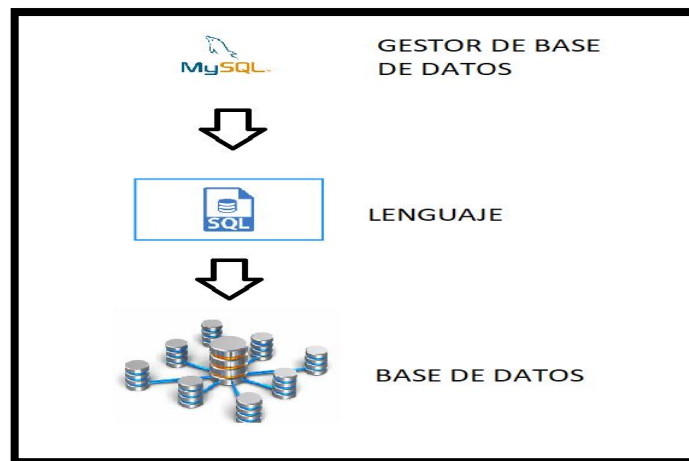 MySQL
GESTOR DE BASE
DE DATOS
SQL
LENGUAJE
BASE DE DATOS